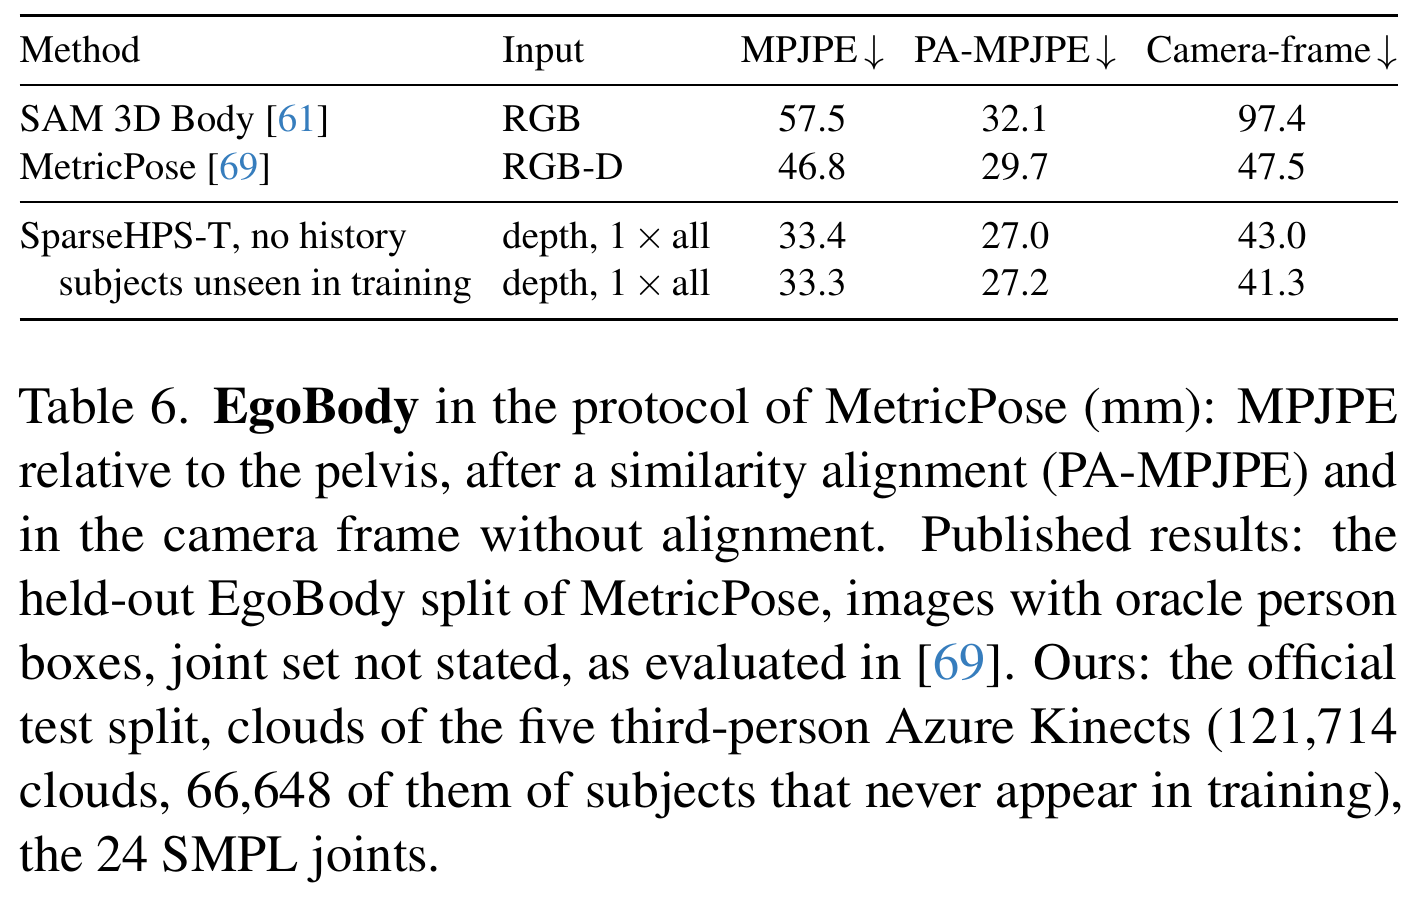 Method Input MPJPE↓ PA-MPJPE↓ Camera-frame↓
SAM 3D Body [61] RGB 57.5 32.1 97.4
MetricPose [69] RGB-D 46.8 29.7 47.5
SparseHPS-T, no history depth, 1 × all 33.4 27.0 43.0
subjects unseen in training depth, 1 × all 33.3 27.2 41.3
Table 6. EgoBody in the protocol of MetricPose (mm): MPJPE
relative to the pelvis, after a similarity alignment (PA-MPJPE) and
in the camera frame without alignment. Published results: the
held-out EgoBody split of MetricPose, images with oracle person
boxes, joint set not stated, as evaluated in [69]. Ours: the official
test split, clouds of the five third-person Azure Kinects (121,714
clouds, 66,648 of them of subjects that never appear in training),
the 24 SMPL joints.